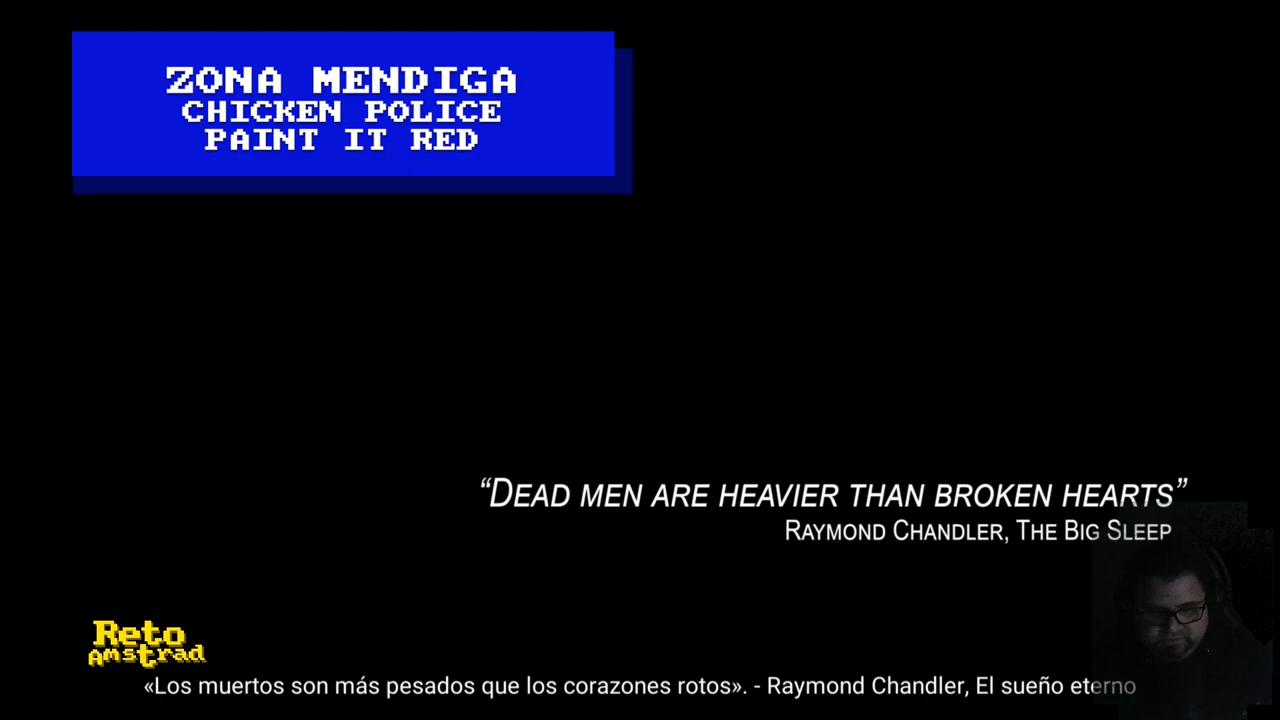 ZONA MENDIGA
CHICKEN POLICE
PAINT IT RED
“DEAD MEN ARE HEAVIER THAN BROKEN HEARTS”
RAYMOND CHANDLER, THE BIG SLEEP
Reto
Amstrad
«Los muertos son más pesados que los corazones rotos». - Raymond Chandler, El sueño eterno